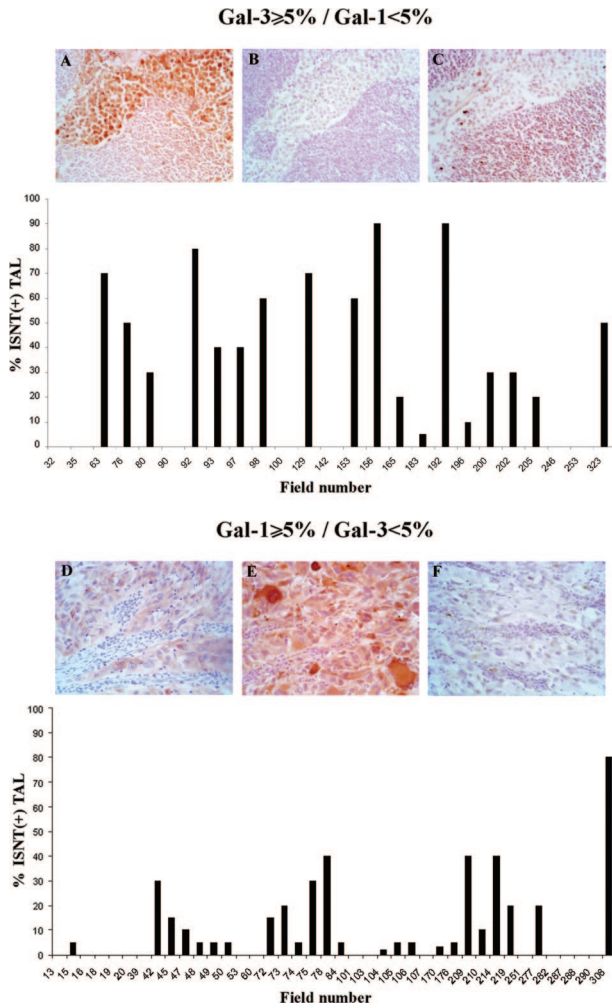 Gal-3≥5% / Gal-1<5%
A B C
% ISNT(+) TAL
100
90
80
70
60
50
40
30
20
10
0
32 35 63 76 80 92 93 97 98 100 129 142 153 156 165 183 192 196 200 202 205 246 253 323
Field number
Gal-1≥5% / Gal-3<5%
D E F
% ISNT(+) TAL
100
90
80
70
60
50
40
30
20
10
0
13 15 16 18 20 39 42 45 47 48 49 50 53 60 72 73 74 75 78 84 101 103 104 105 106 107 170 178 209 210 214 219 251 277 282 287 288 290 308
Field number